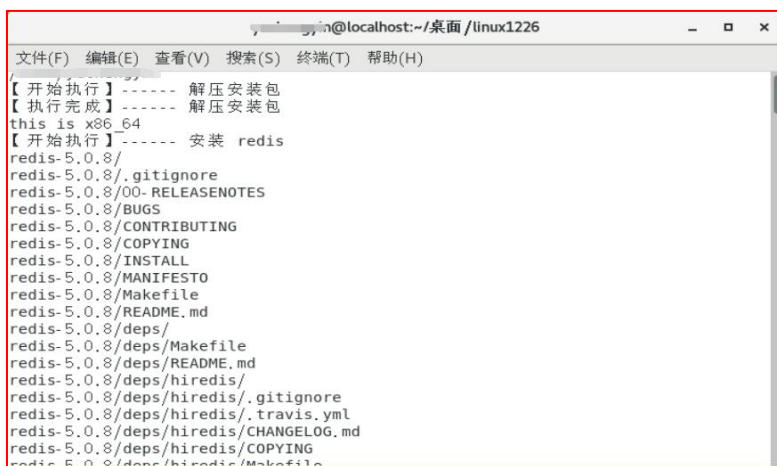 @localhost:~/桌面/linux1226
文件(F) 编辑(E) 查看(V) 搜索(S) 终端(T) 帮助(H)
【开始执行】------ 解压安装包
【执行完成】------ 解压安装包
this is x86_64
【开始执行】------ 安装 redis
redis-5.0.8/
redis-5.0.8/.gitignore
redis-5.0.8/00-RELEASENOTES
redis-5.0.8/BUGS
redis-5.0.8/CONTRIBUTING
redis-5.0.8/COPYING
redis-5.0.8/INSTALL
redis-5.0.8/MANIFESTO
redis-5.0.8/Makefile
redis-5.0.8/README.md
redis-5.0.8/deps/
redis-5.0.8/deps/Makefile
redis-5.0.8/deps/README.md
redis-5.0.8/deps/hiredis/
redis-5.0.8/deps/hiredis/.gitignore
redis-5.0.8/deps/hiredis/.travis.yml
redis-5.0.8/deps/hiredis/CHANGELOG.md
redis-5.0.8/deps/hiredis/COPYING
redis-5.0.8/deps/hiredis/Makefile